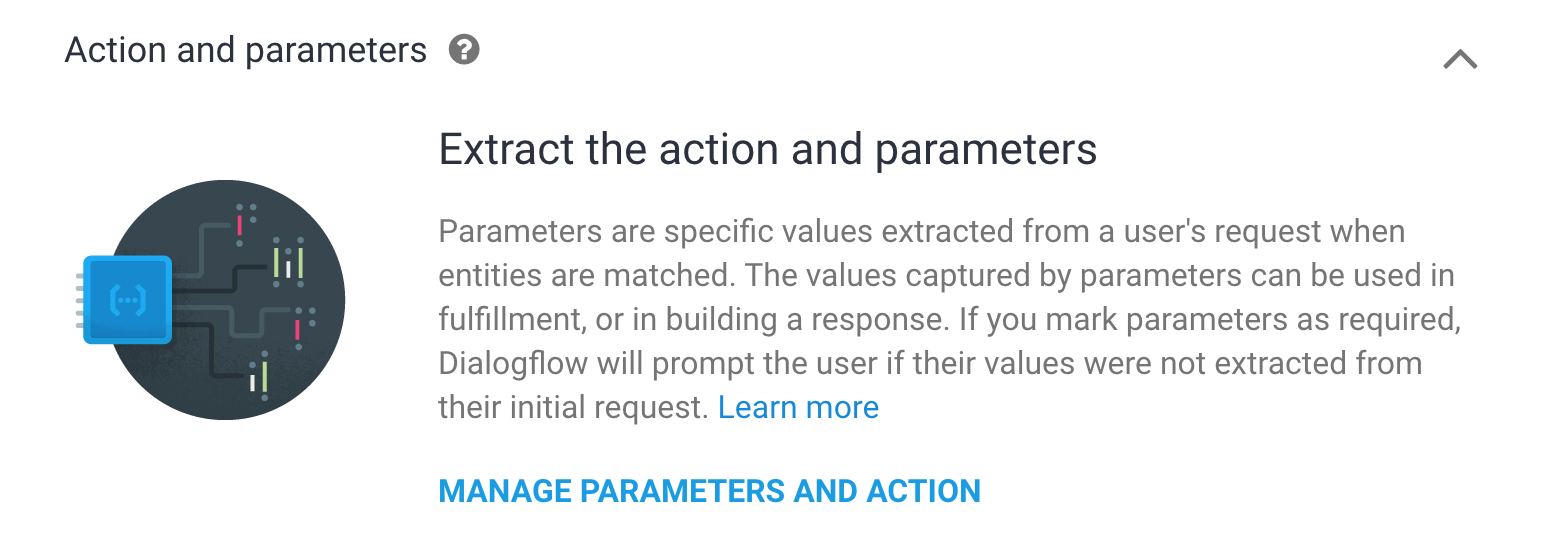 Action and parameters
Extract the action and parameters
Parameters are specific values extracted from a user's request when
entities are matched. The values captured by parameters can be used in
fulfillment, or in building a response. If you mark parameters as required,
Dialogflow will prompt the user if their values were not extracted from
their initial request. Learn more
MANAGE PARAMETERS AND ACTION